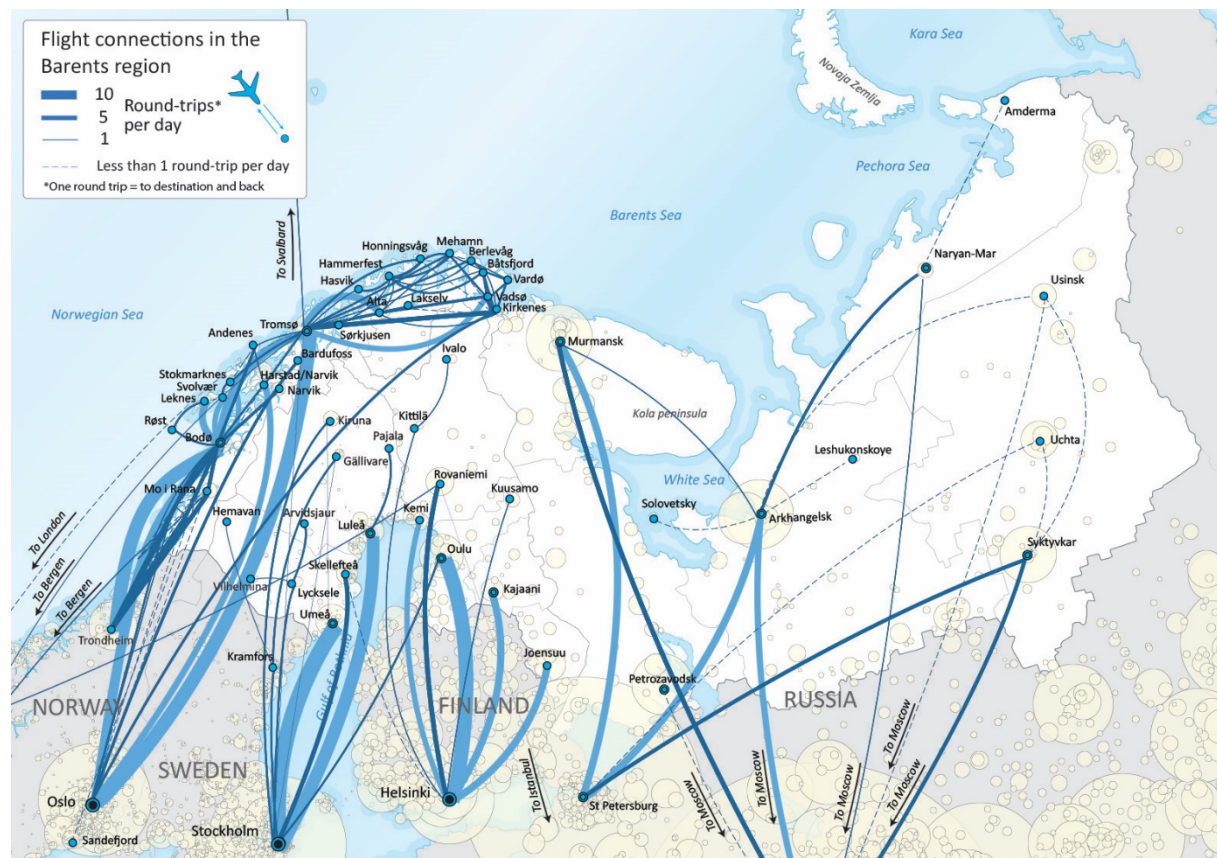 Flight connections in the
Barents region
10
5
1
Round-trips*
per day
Less than 1 round-trip per day
*One round trip = to destination and back
Kara Sea
Novaja Zemlja
Amderma
Pechora Sea
Barents Sea
To Svalbard
Mehamn
Honningsvåg
Berlevåg
Hammerfest
Båtsfjord
Hasvik
Vardø
Naryan-Mar
Usinsk
Alta
Lakselv
Vadsø
Kirkenes
Norwegian Sea
Tromsø
Andenes
Sørkjusen
Murmansk
Bardufoss
Ivalo
Stokmarknes
Harstad/Narvik
Svolvær
Narvik
Leknes
Kola peninsula
Røst
Kiruna
Kittilä
Bodø
Pajala
Uchta
Gällivare
Leshukonskoye
Rovaniemi
White Sea
Mo i Rana
Kuusamo
Solovetsky
Hemavan
Arvidsjaur
Kemi
Arkhangelsk
Luleå
Syktyvkar
To London
Oulu
To Bergen
Skellefteå
To Bergen
Vilhelmina
Lycksele
Kajaani
Umeå
Trondheim
Kramfors
Joensuu
Gulf of Botnland
Petrozavodsk
NORWAY
FINLAND
RUSSIA
SWEDEN
To Moscow
Oslo
Helsinki
To Istanbul
St Petersburg
To Moscow
To Moscow
To Moscow
To Moscow
Stockholm
Sandefjord